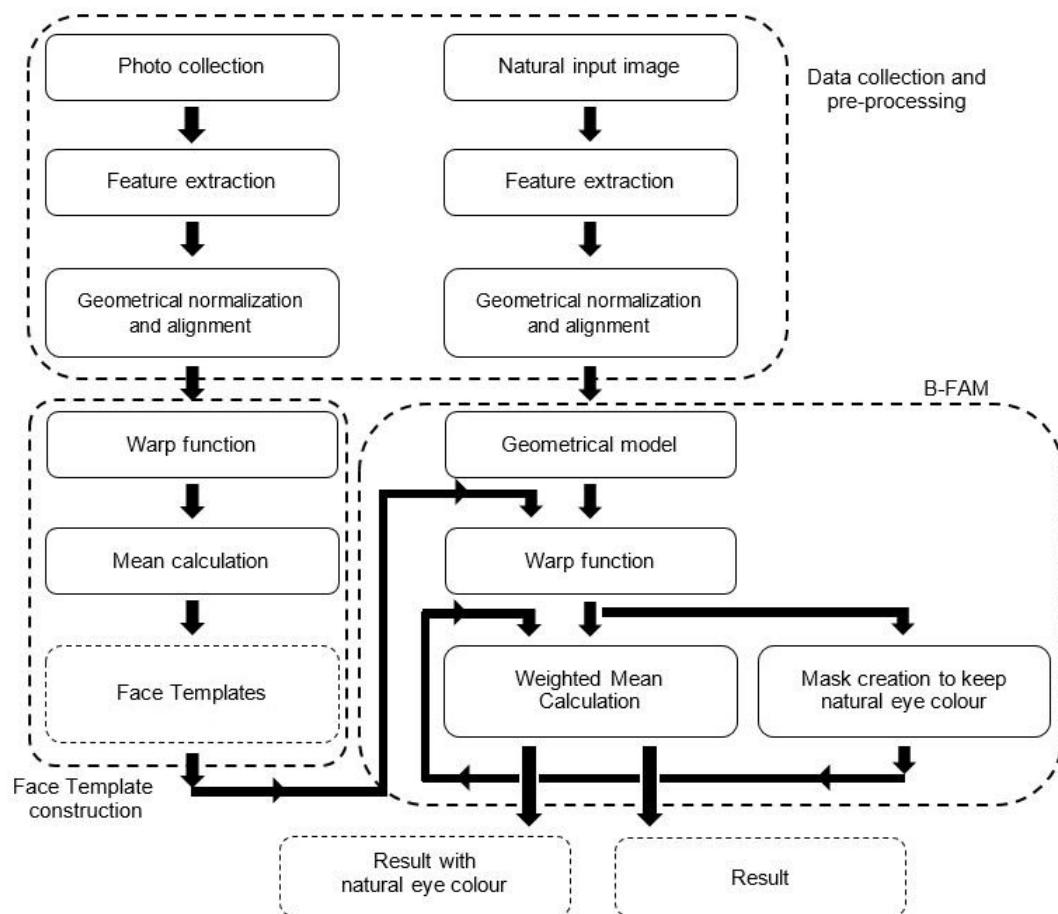 Photo collection
Natural input image
Data collection and
pre-processing
Feature extraction
Feature extraction
Geometrical normalization
and alignment
Geometrical normalization
and alignment
B-FAM
Warp function
Geometrical model
Mean calculation
Warp function
Face Templates
Weighted Mean
Calculation
Mask creation to keep
natural eye colour
Face Template
construction
Result with
natural eye colour
Result